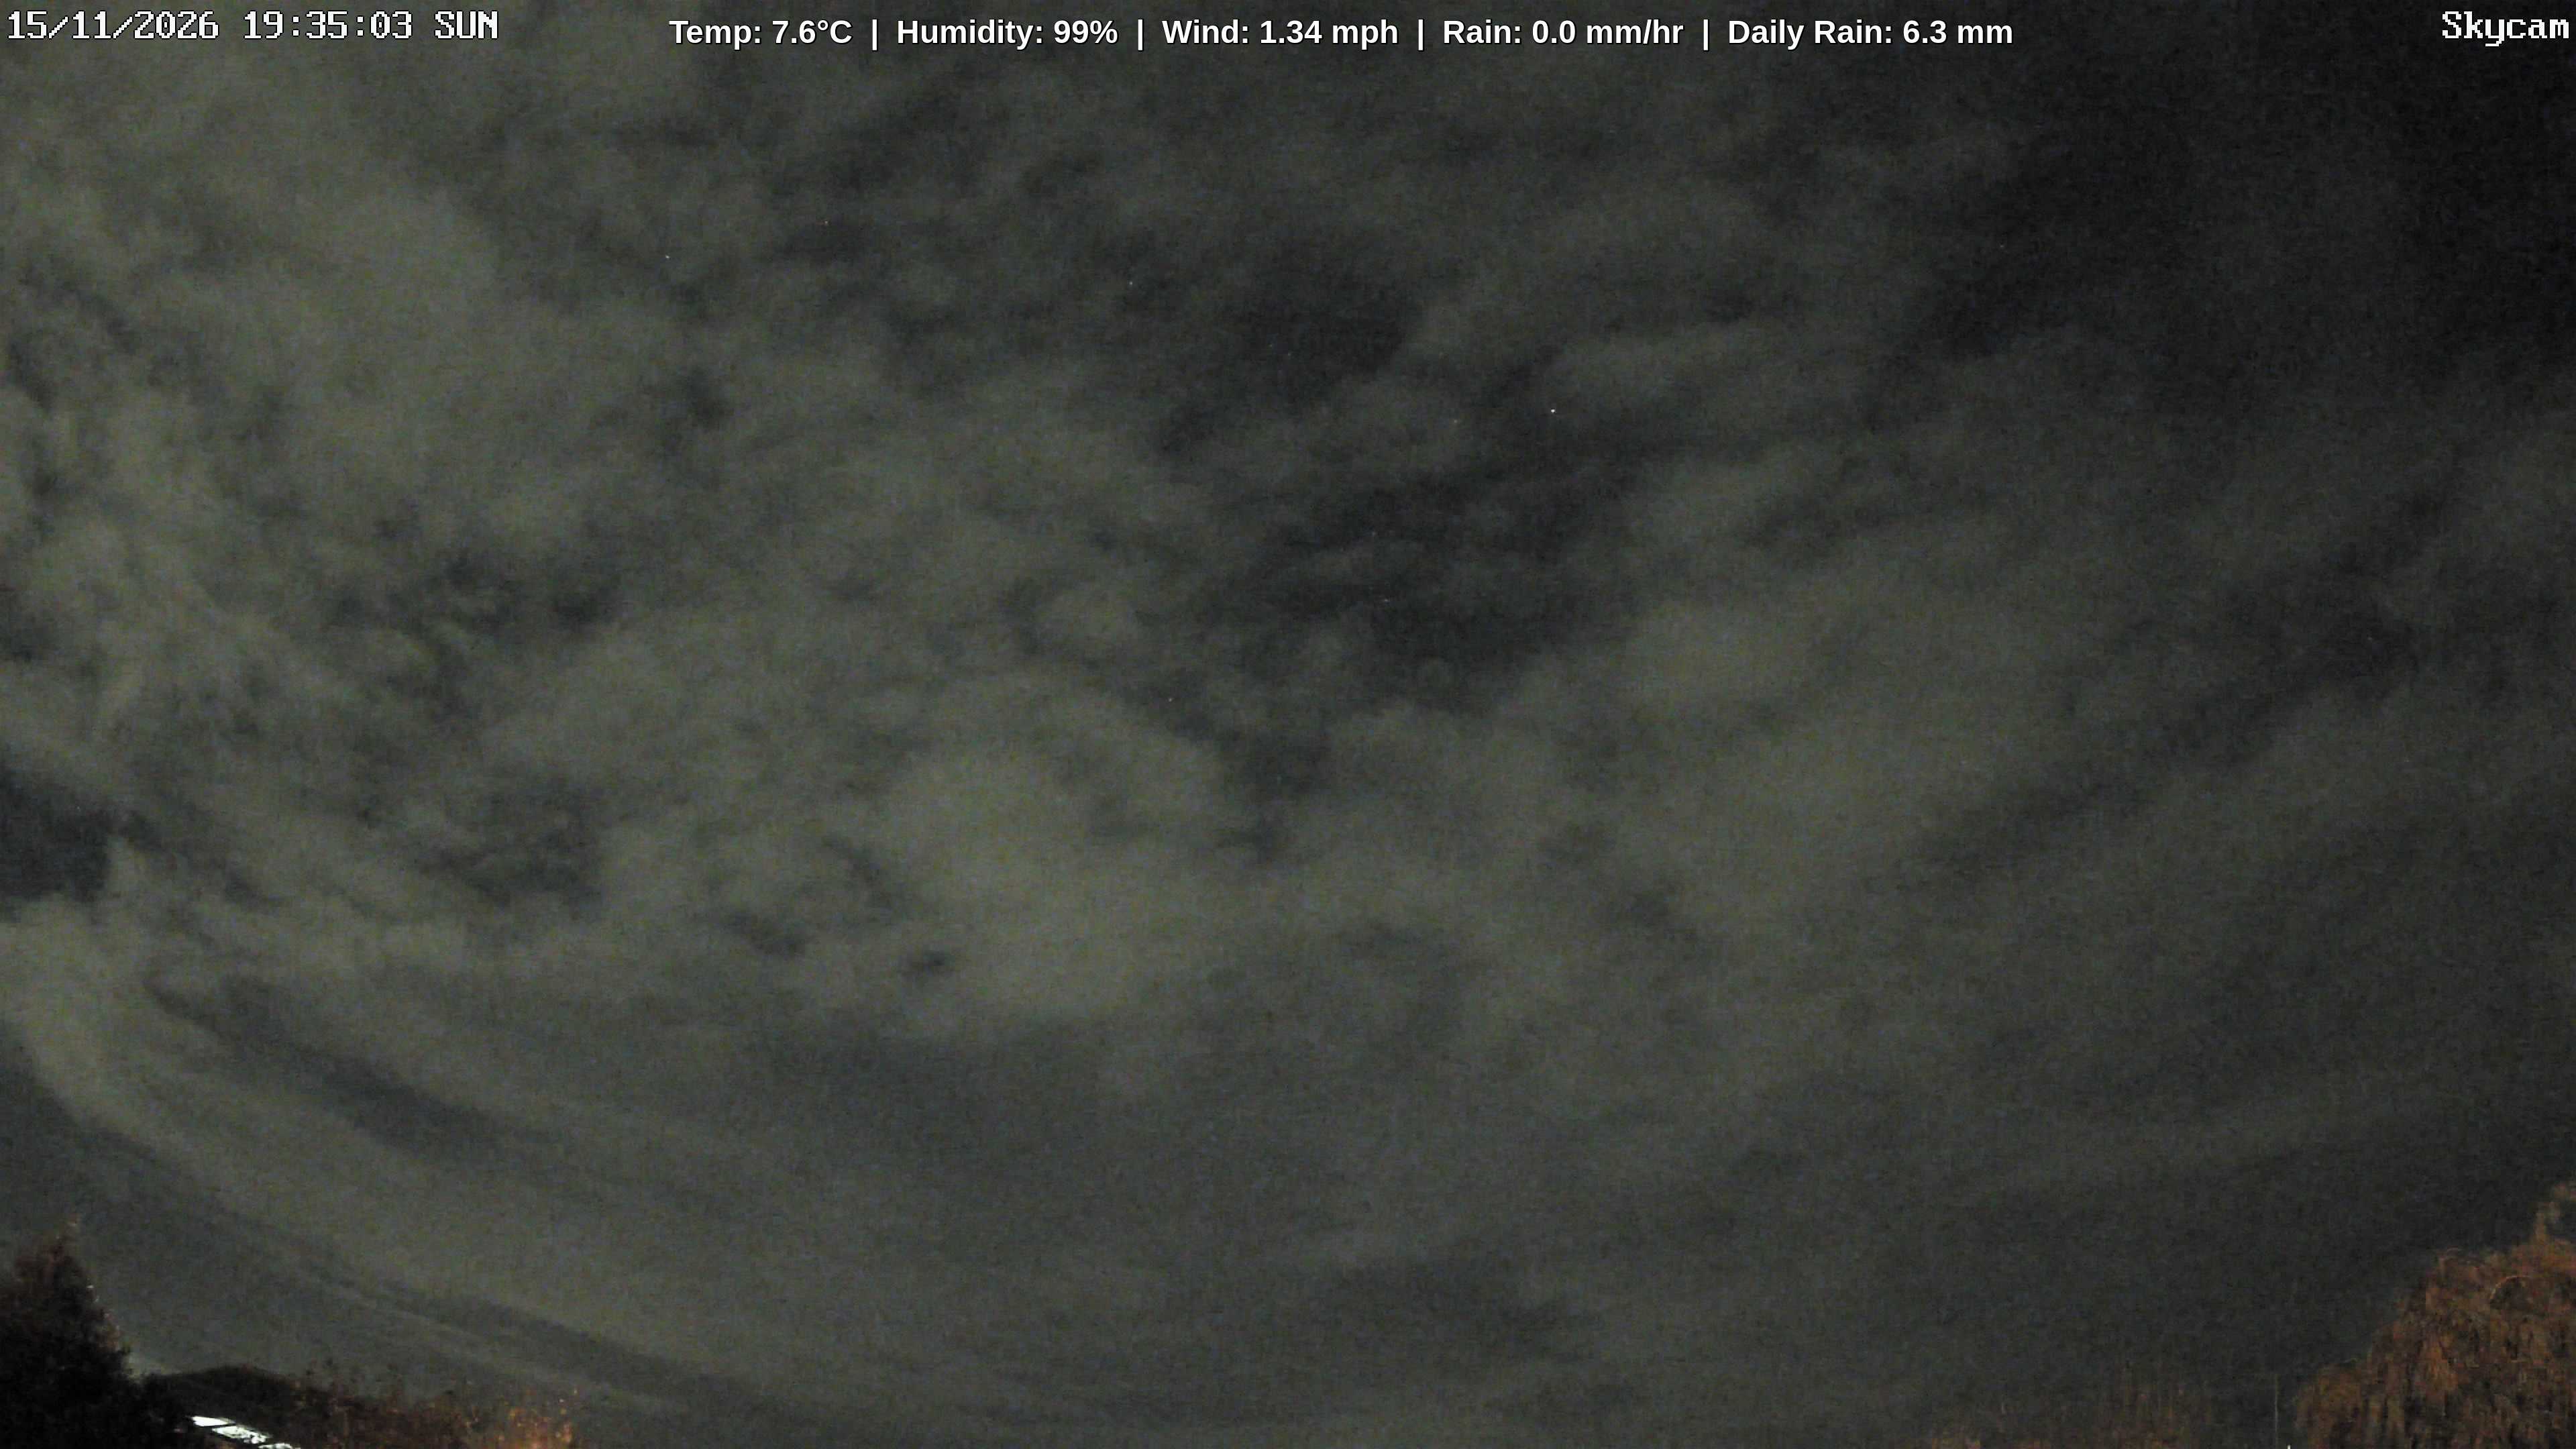 15/11/2026 19:35:03 SUN
Temp: 7.6°C | Humidity: 99% | Wind: 1.34 mph | Rain: 0.0 mm/hr | Daily Rain: 6.3 mm
Skycam